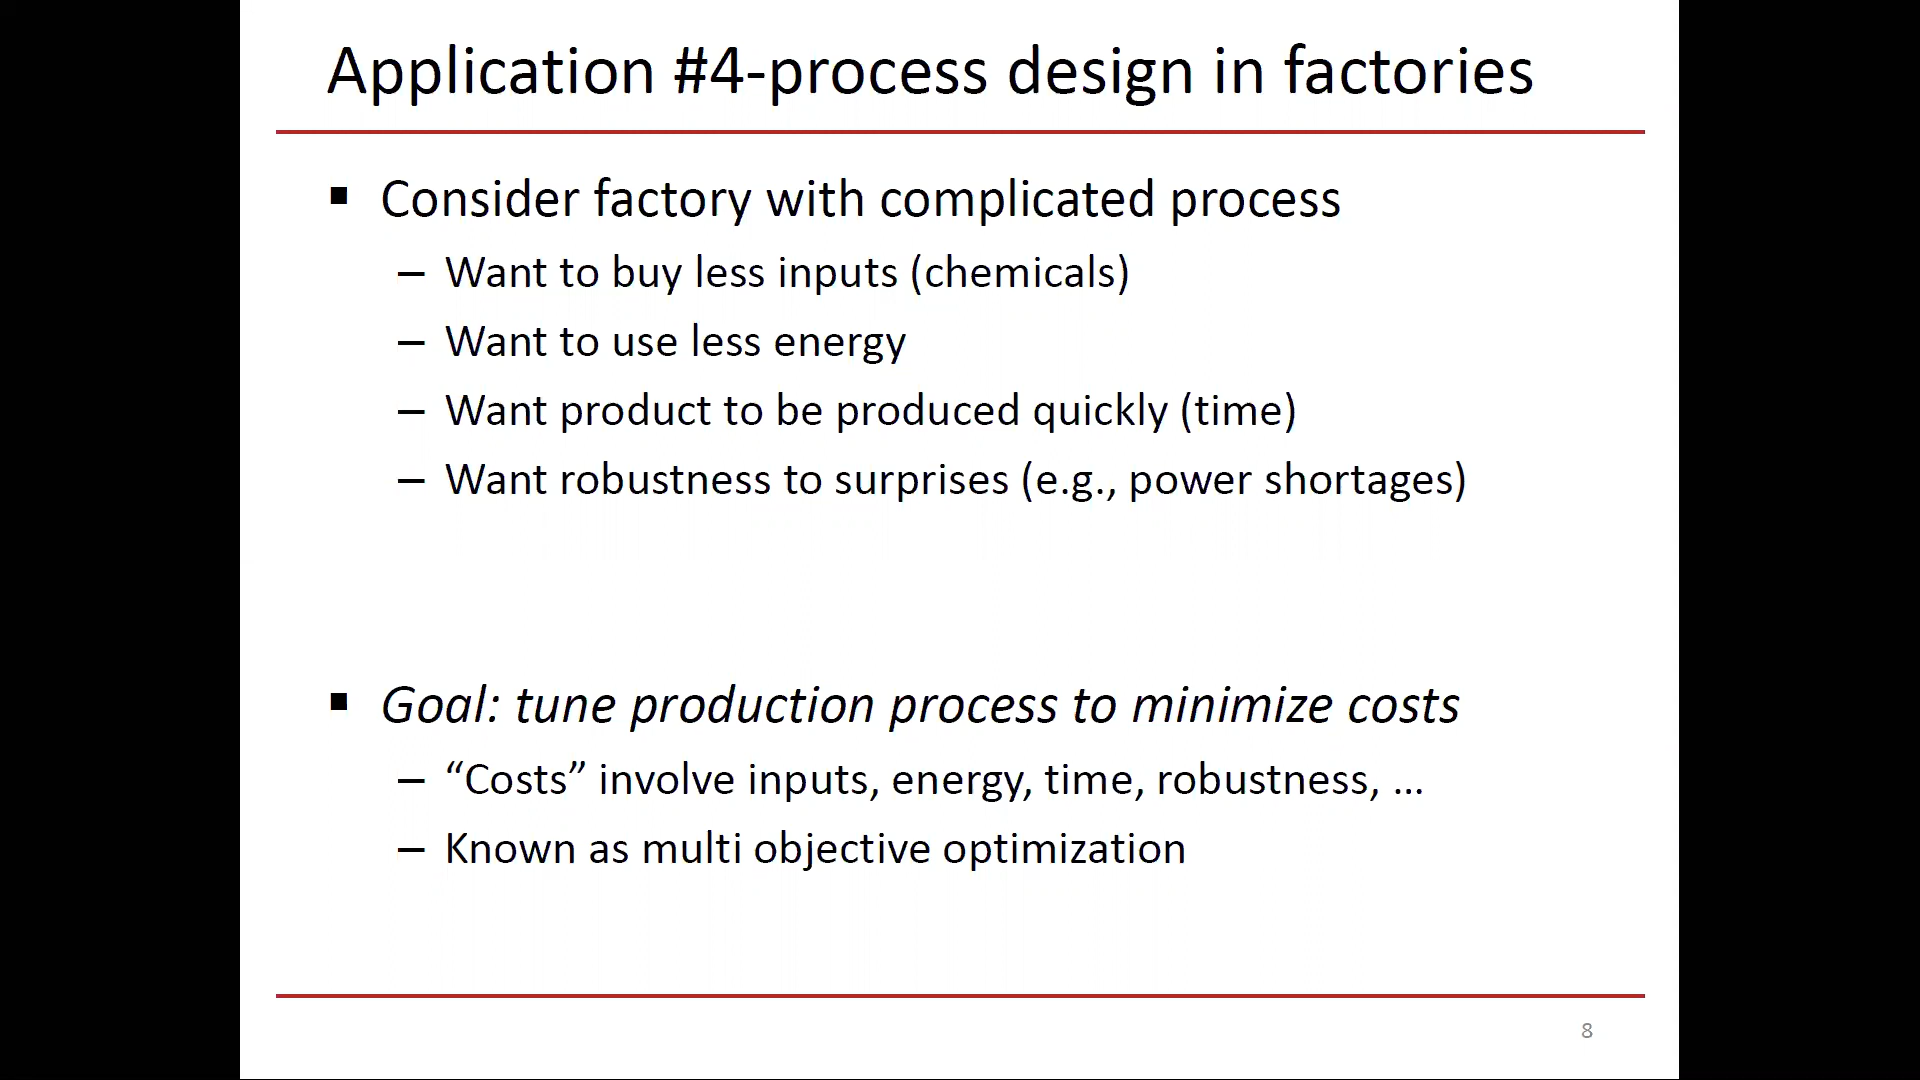 Application #4-process design in factories
▪ Consider factory with complicated process
– Want to buy less inputs (chemicals)
– Want to use less energy
– Want product to be produced quickly (time)
– Want robustness to surprises (e.g., power shortages)
▪ Goal: tune production process to minimize costs
– “Costs” involve inputs, energy, time, robustness, …
– Known as multi objective optimization
8